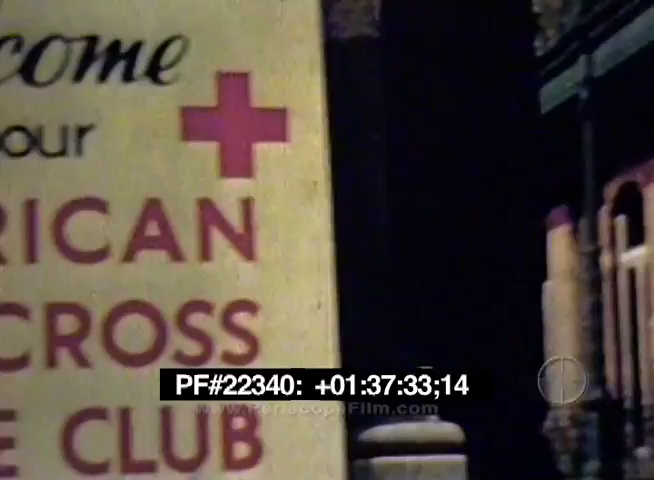 come
our
RICAN
CROSS
E CLUB
PF#22340: +01:37:33;14
www.PeriscopeFilm.com